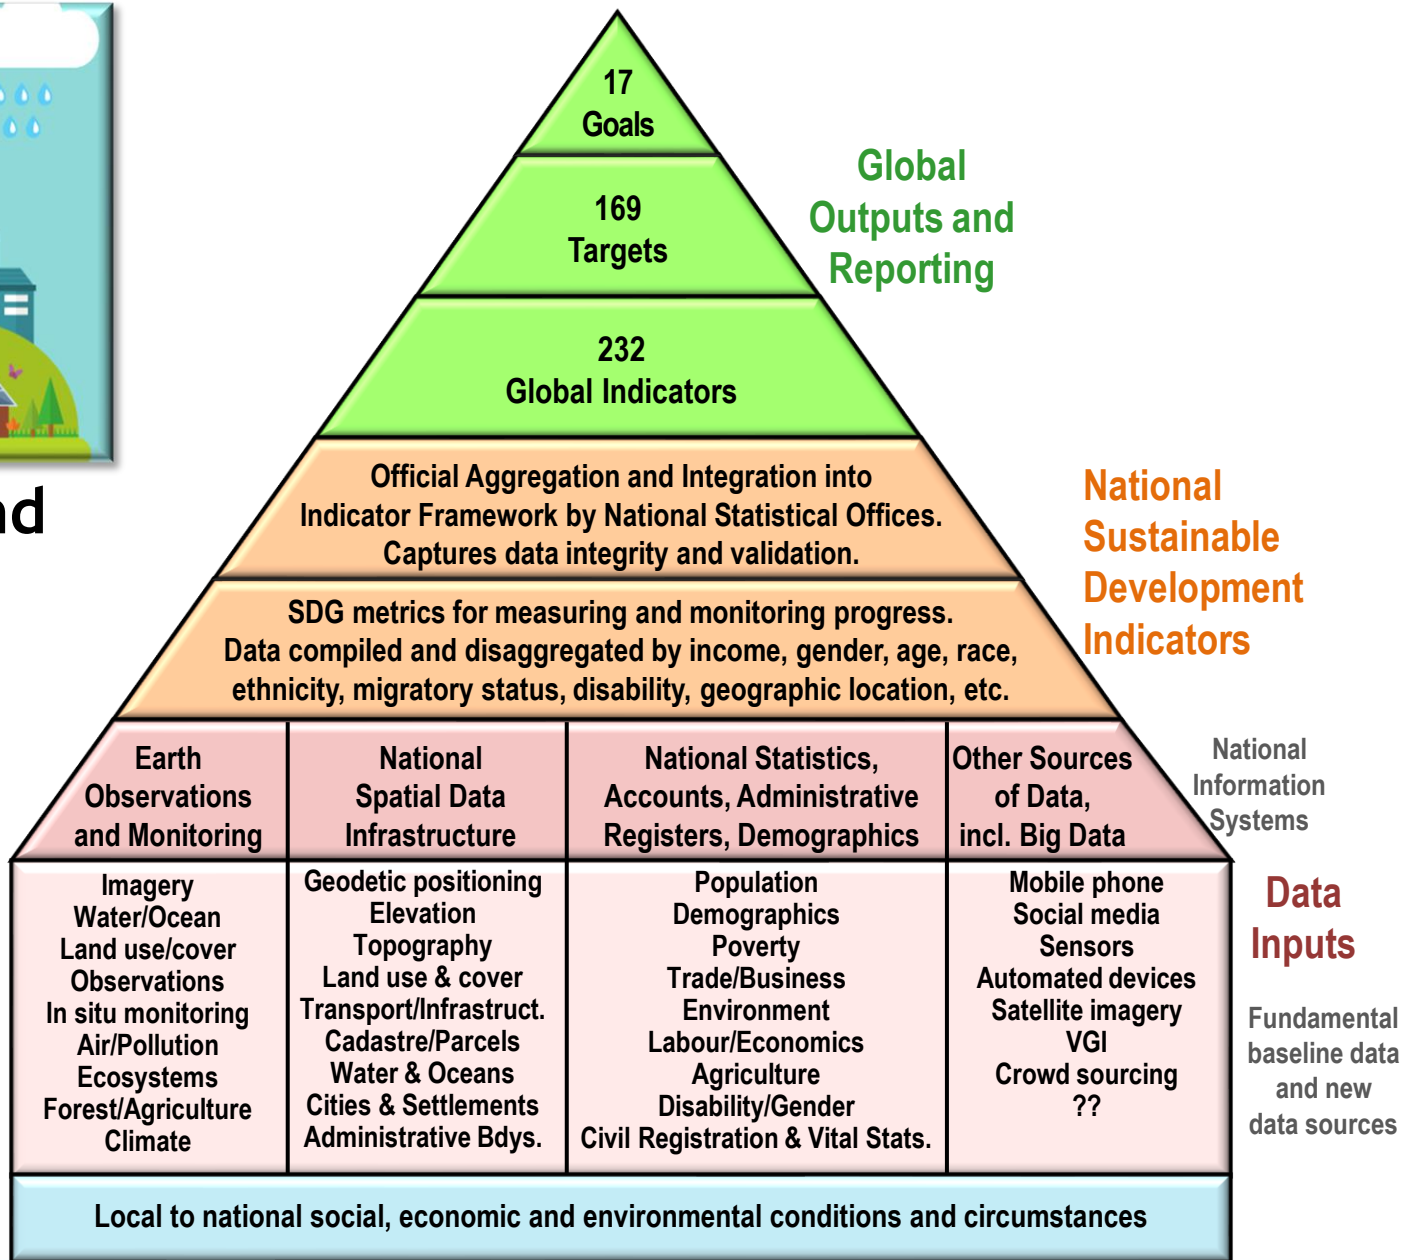 17
Goals
169
Targets
232
Global Indicators
Global
Outputs and
Reporting
Official Aggregation and Integration into
Indicator Framework by National Statistical Offices.
Captures data integrity and validation.
SDG metrics for measuring and monitoring progress.
Data compiled and disaggregated by income, gender, age, race,
ethnicity, migratory status, disability, geographic location, etc.
National
Sustainable
Development
Indicators
Earth
Observations
and Monitoring
National
Spatial Data
Infrastructure
National Statistics,
Accounts, Administrative
Registers, Demographics
Other Sources
of Data,
incl. Big Data
National
Information
Systems
Imagery
Water/Ocean
Land use/cover
Observations
In situ monitoring
Air/Pollution
Ecosystems
Forest/Agriculture
Climate
Geodetic positioning
Elevation
Topography
Land use & cover
Transport/Infrastruct.
Cadastre/Parcels
Water & Oceans
Cities & Settlements
Administrative Bdys.
Population
Demographics
Poverty
Trade/Business
Environment
Labour/Economics
Agriculture
Disability/Gender
Civil Registration & Vital Stats.
Mobile phone
Social media
Sensors
Automated devices
Satellite imagery
VGI
Crowd sourcing
??
Data
Inputs
Fundamental
baseline data
and new
data sources
Local to national social, economic and environmental conditions and circumstances